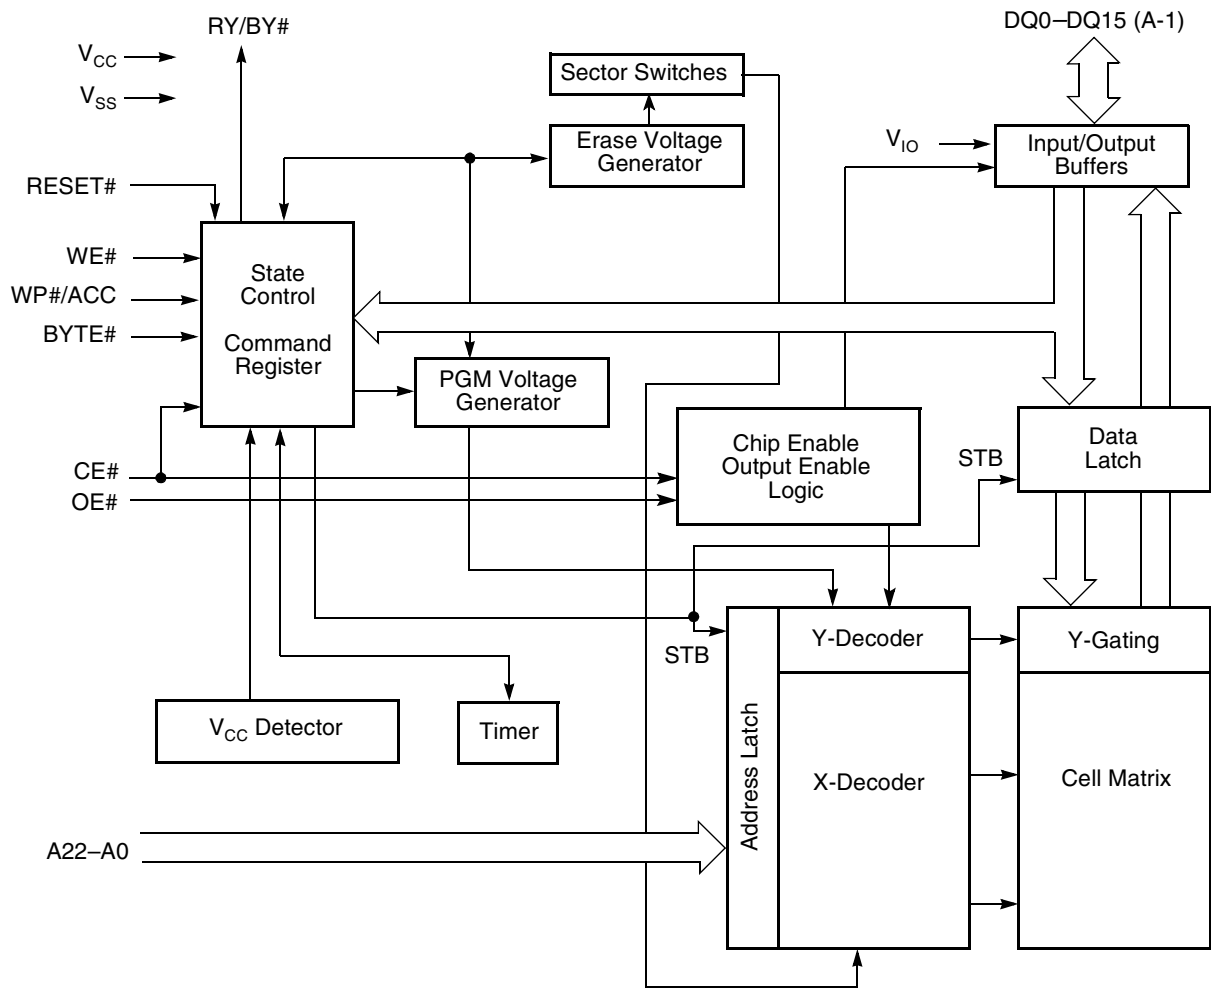 RY/BY#
DQ0–DQ15 (A-1)
VCC
VSS
Sector Switches
Erase Voltage
Generator
VIO
Input/Output
Buffers
RESET#
WE#
WP#/ACC
BYTE#
State
Control
Command
Register
PGM Voltage
Generator
CE#
OE#
Chip Enable
Output Enable
Logic
STB
Data
Latch
STB
Y-Decoder
Y-Gating
VCC Detector
Timer
Address Latch
X-Decoder
Cell Matrix
A22–A0